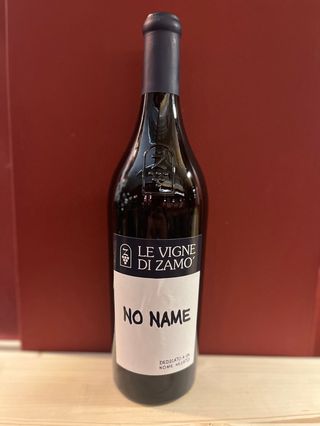 LE VIGNE
DI ZAMO'
NO NAME
DEDICATO A UN
NOME NEGATO